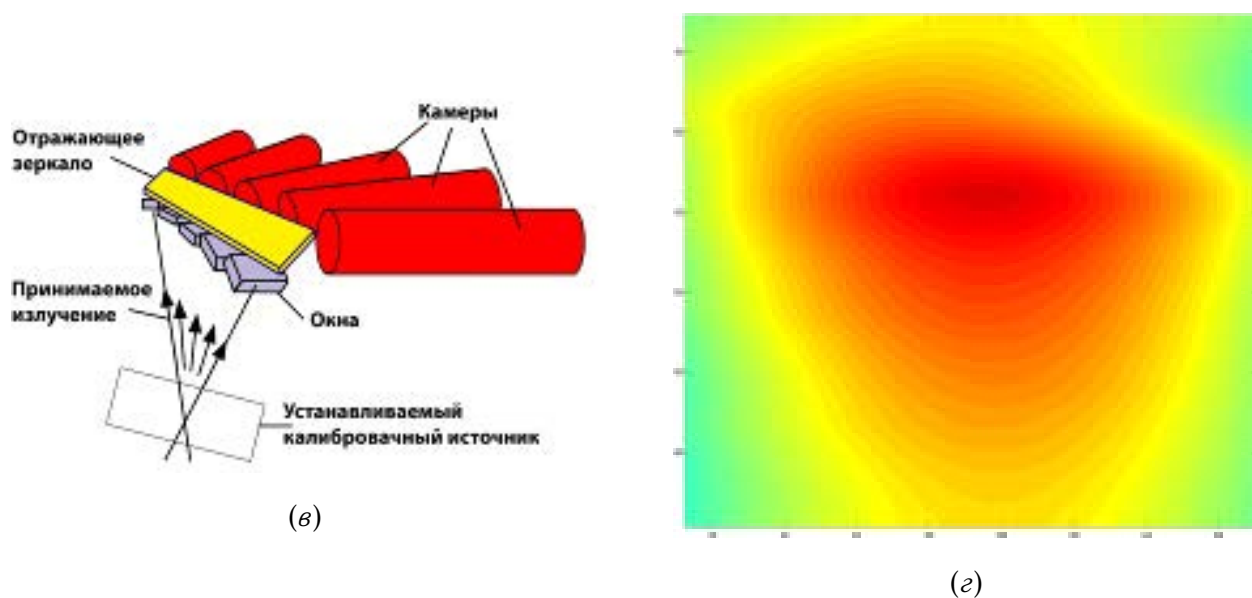 Камеры
Отражающее
зеркало
Принимаемое
излучение
Окна
Устанавливаемый
калибровачный источник
(в)
(г)